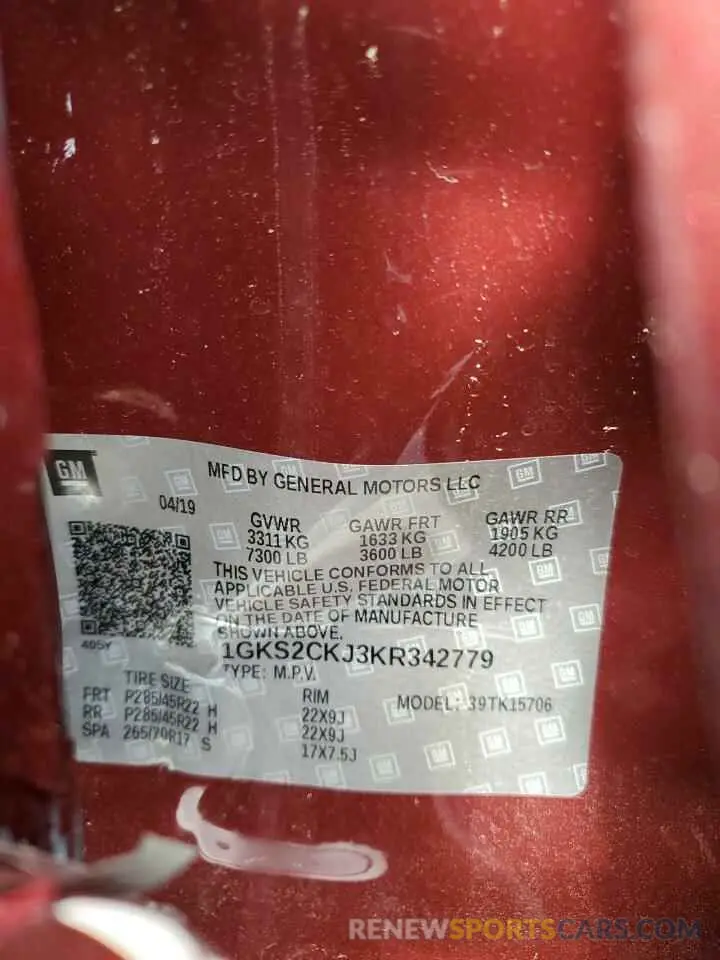 GM
MFD BY GENERAL MOTORS LLC
04/19
GVWR GAWR FRT GAWR RR
3311 KG 1633 KG 1905 KG
7300 LB 3600 LB 4200 LB
THIS VEHICLE CONFORMS TO ALL
APPLICABLE U.S. FEDERAL MOTOR
VEHICLE SAFETY STANDARDS IN EFFECT
ON THE DATE OF MANUFACTURE
SHOWN ABOVE.
405Y
1GKS2CKJ3KR342779
TYPE: M.P.V.
TIRE SIZE RIM MODEL: 39TK15706
FRT P285/45R22 H 22X9J
RR P285/45R22 H 22X9J
SPA 265/70R17 S 17X7.5J
RENEWSPORTSCARS.COM